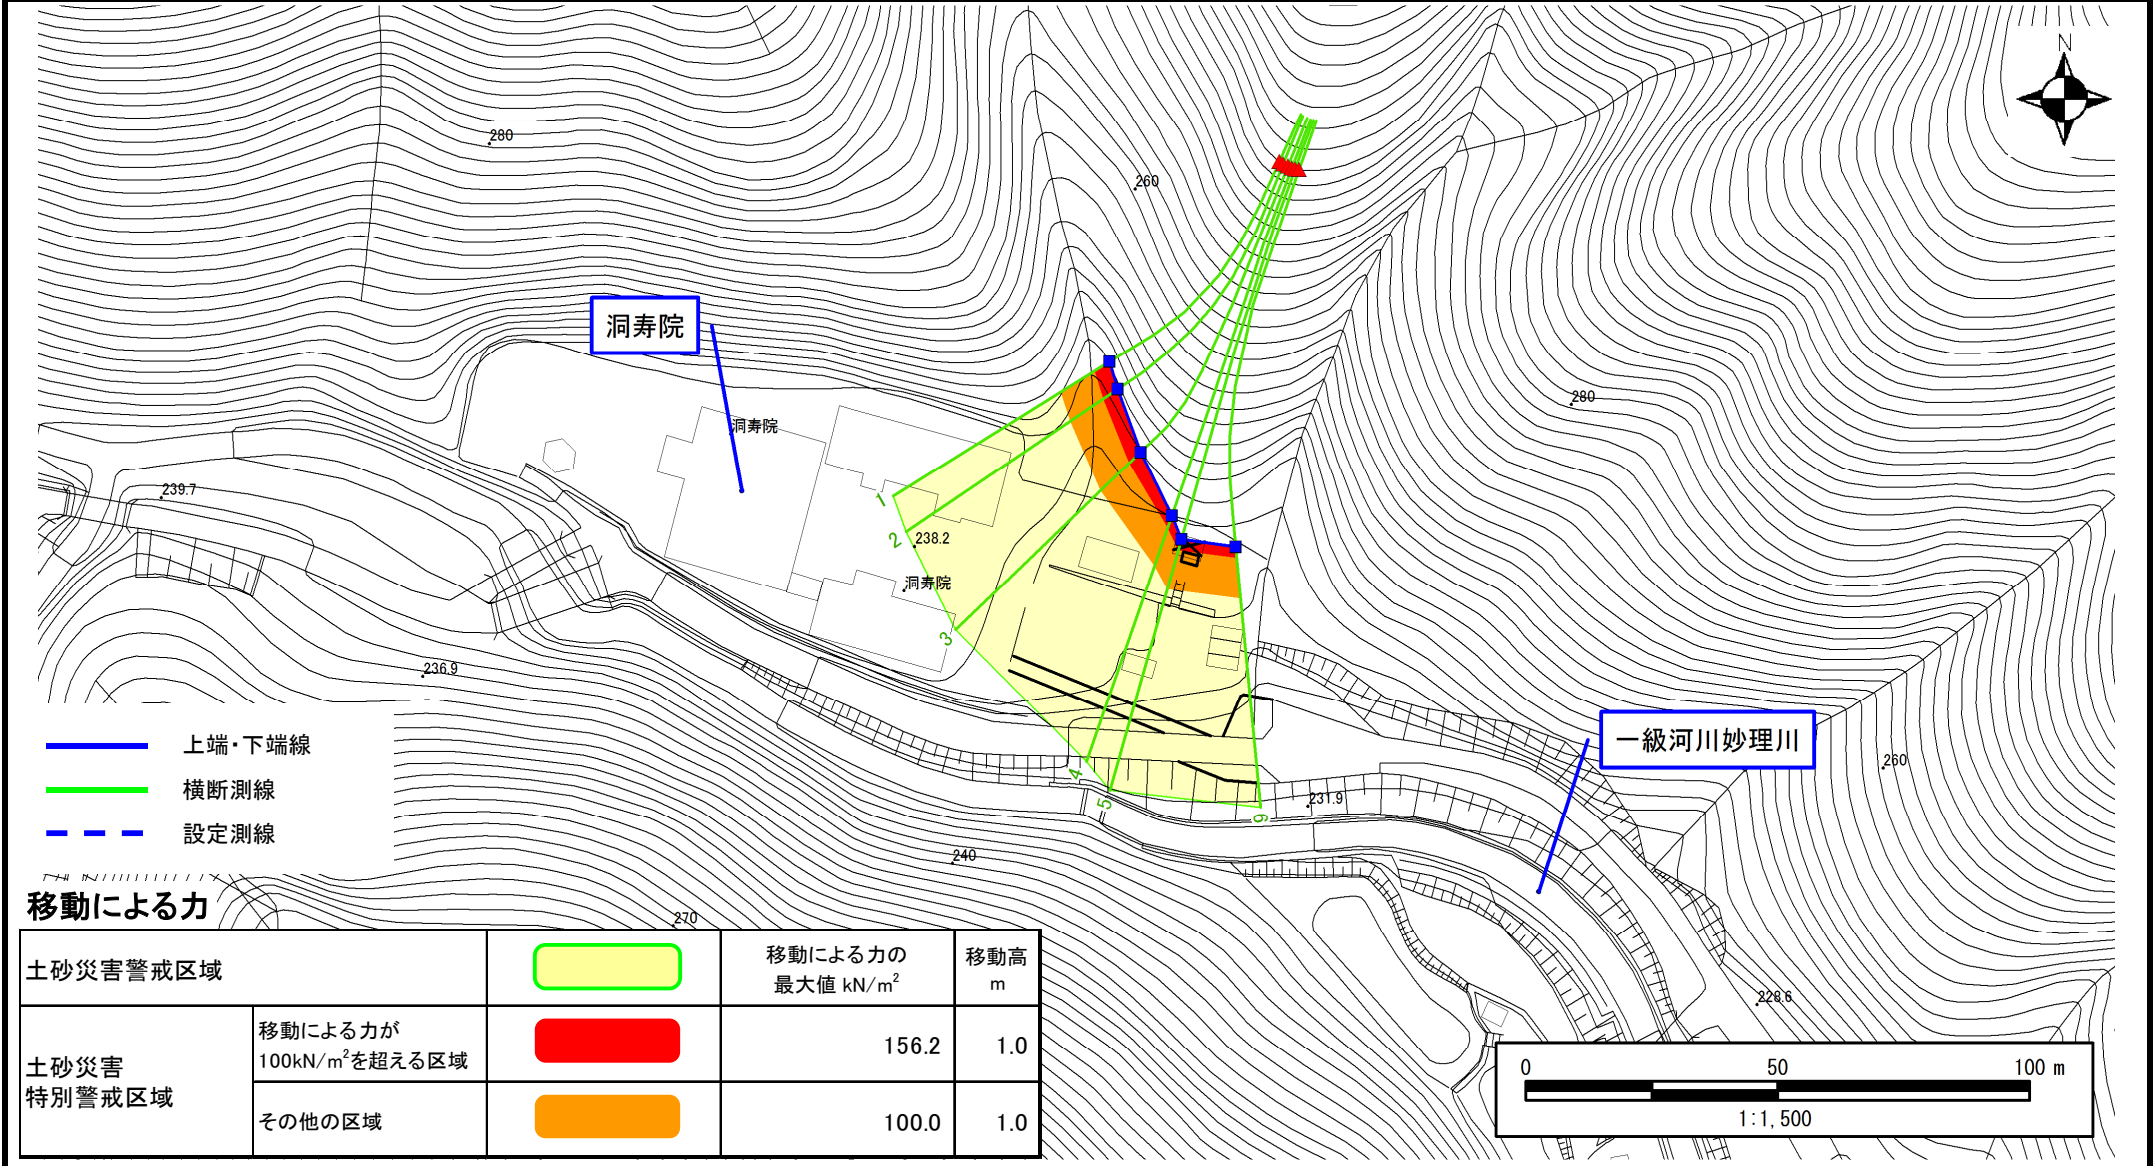 N
280
260
洞寿院
280
洞寿院
239.7
1
2
238.2
洞寿院
3
236.9
一級河川妙理川
上端・下端線
260
4
横断測線
5
231.9
6
設定測線
240
移動による力
270
土砂災害警戒区域
移動による力の
最大値 kN/m²
移動高
m
228.6
土砂災害
特別警戒区域
移動による力が
100kN/m²を超える区域
156.2
1.0
その他の区域
100.0
1.0
0 50 100 m
1:1,500